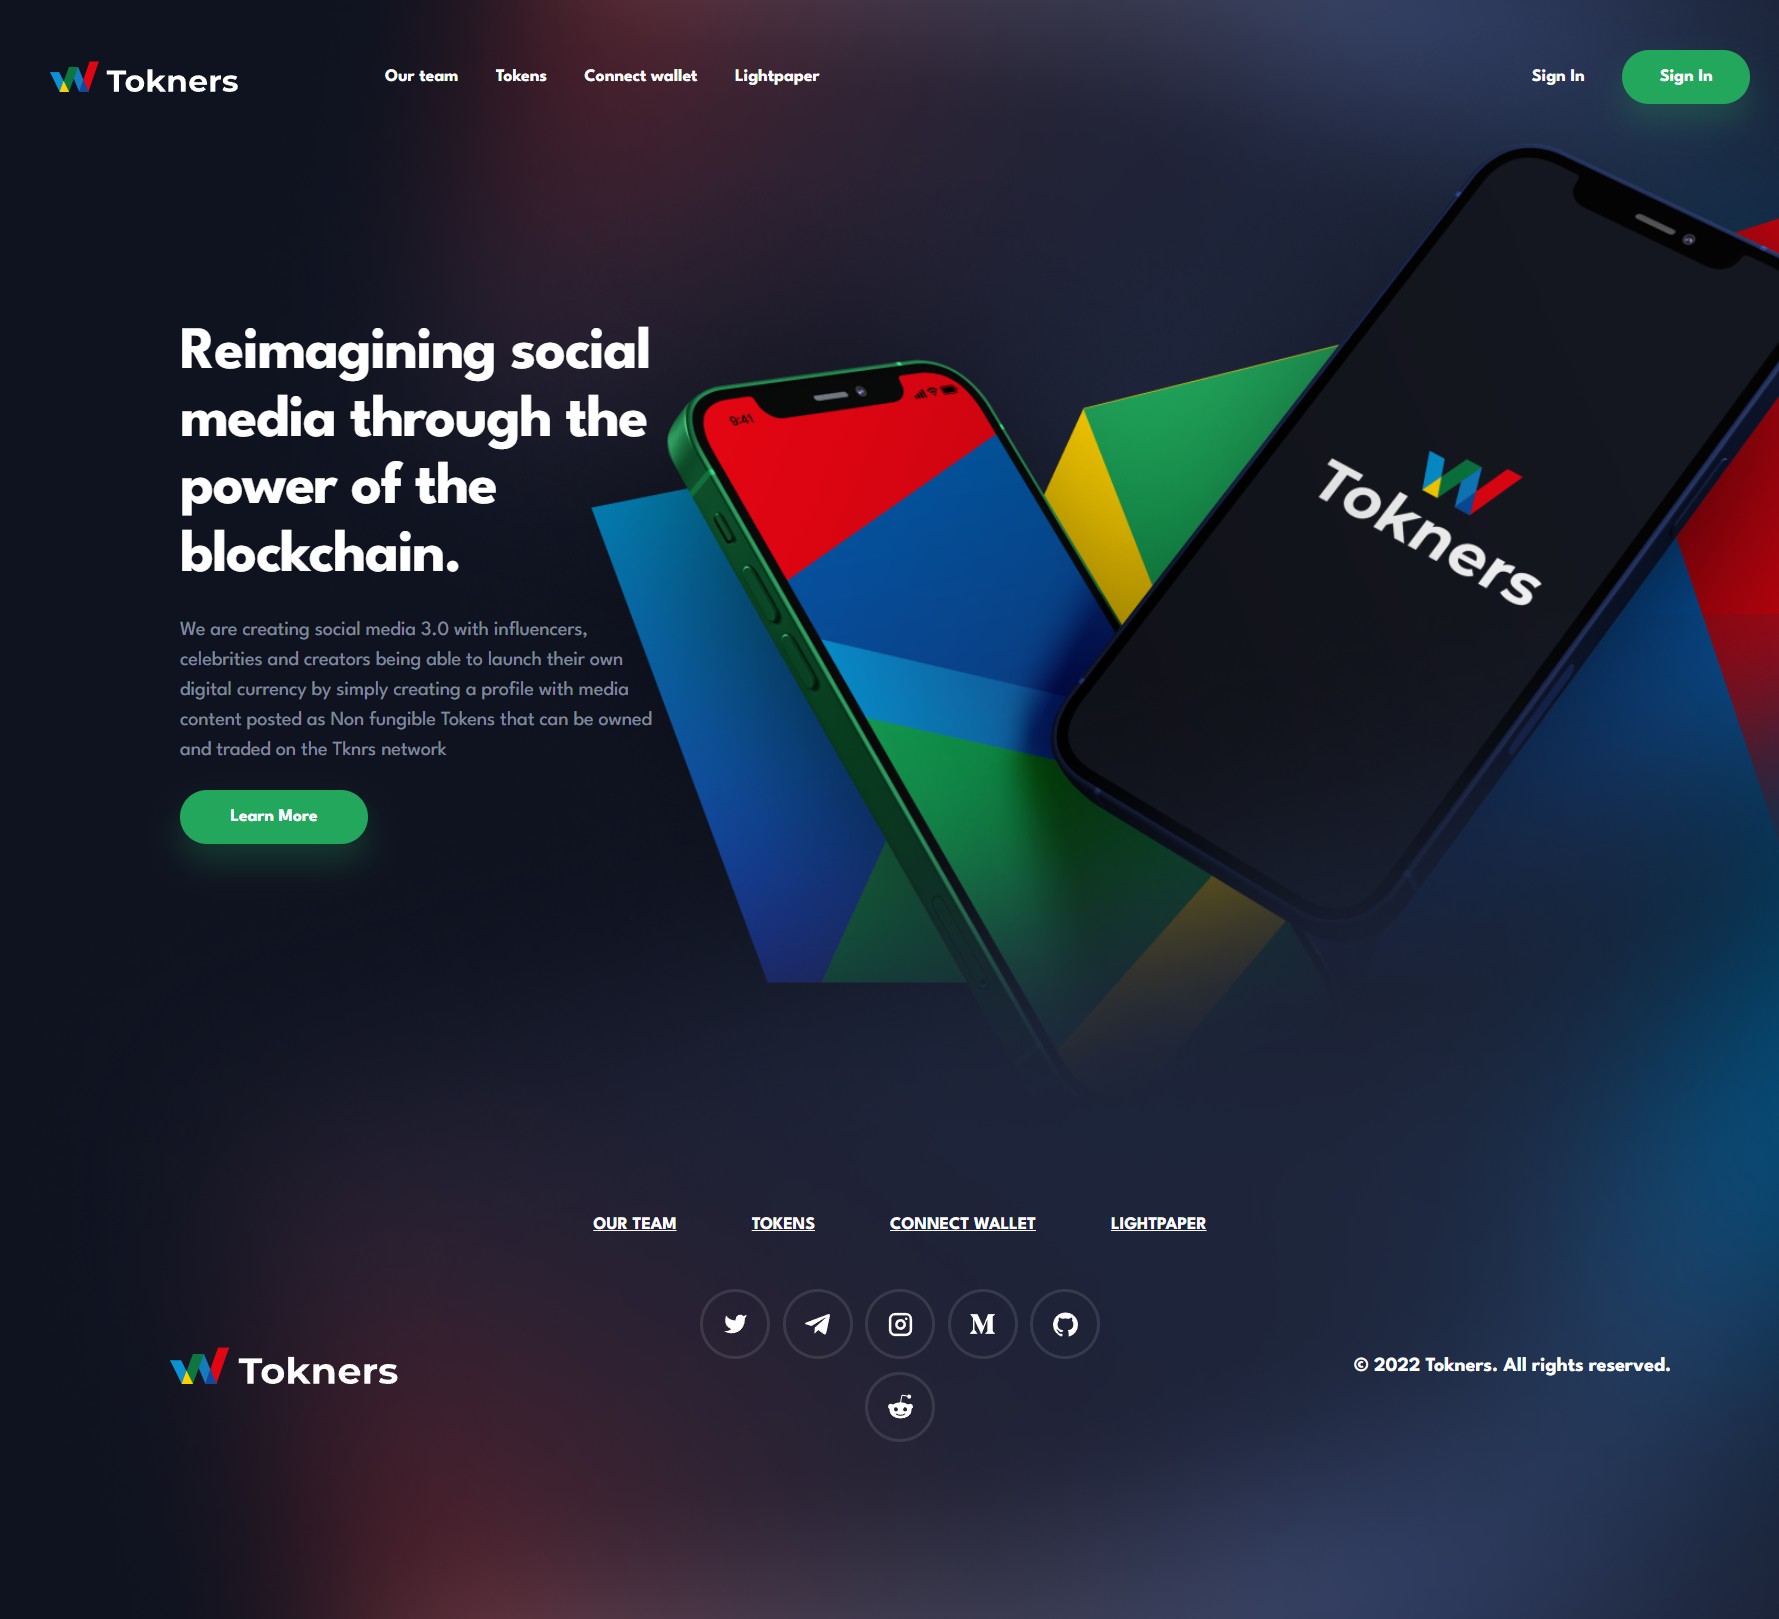 Tokners
Our team
Tokens
Connect wallet
Lightpaper
Sign In
Sign In
Reimagining social
media through the
power of the
blockchain.
We are creating social media 3.0 with influencers,
celebrities and creators being able to launch their own
digital currency by simply creating a profile with media
content posted as Non fungible Tokens that can be owned
and traded on the Tknrs network
Learn More
9:41
Tokners
OUR TEAM
TOKENS
CONNECT WALLET
LIGHTPAPER
Tokners
© 2022 Tokners. All rights reserved.